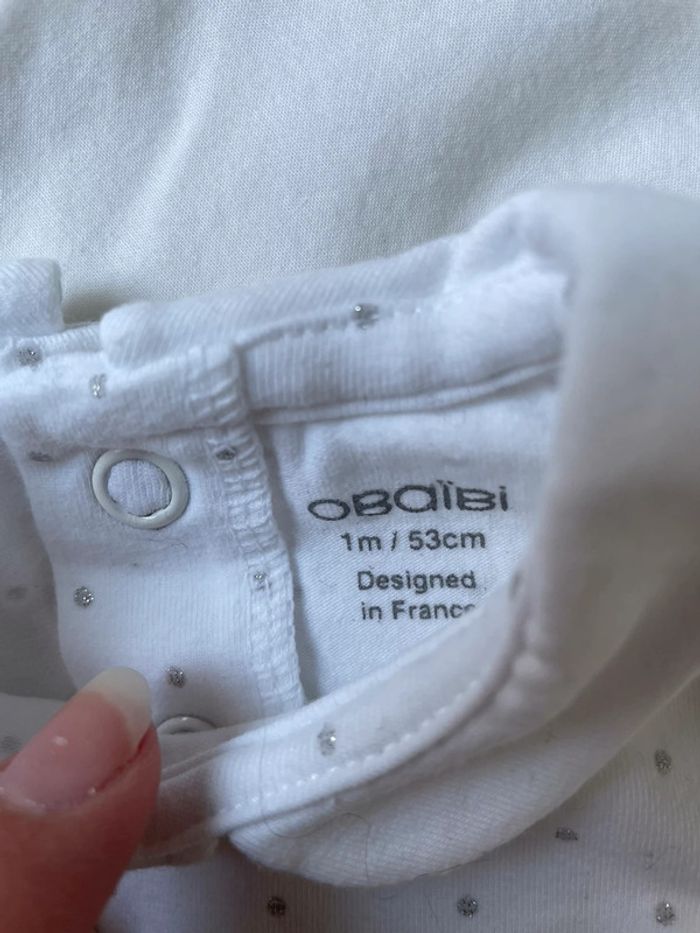 OBaïBi
1m / 53cm
Designed
in France